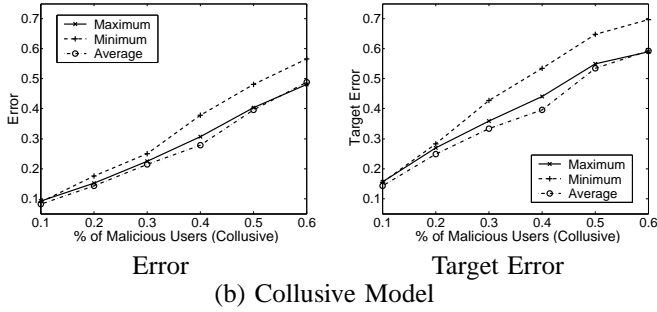 0.7
0.6
0.5
0.4
0.3
0.2
0.1
Error
Maximum
Minimum
Average
0.1 0.2 0.3 0.4 0.5 0.6
% of Malicious Users (Collusive)
Error
0.7
0.6
0.5
0.4
0.3
0.2
0.1
Target Error
Maximum
Minimum
Average
0.1 0.2 0.3 0.4 0.5 0.6
% of Malicious Users (Collusive)
Target Error
(b) Collusive Model